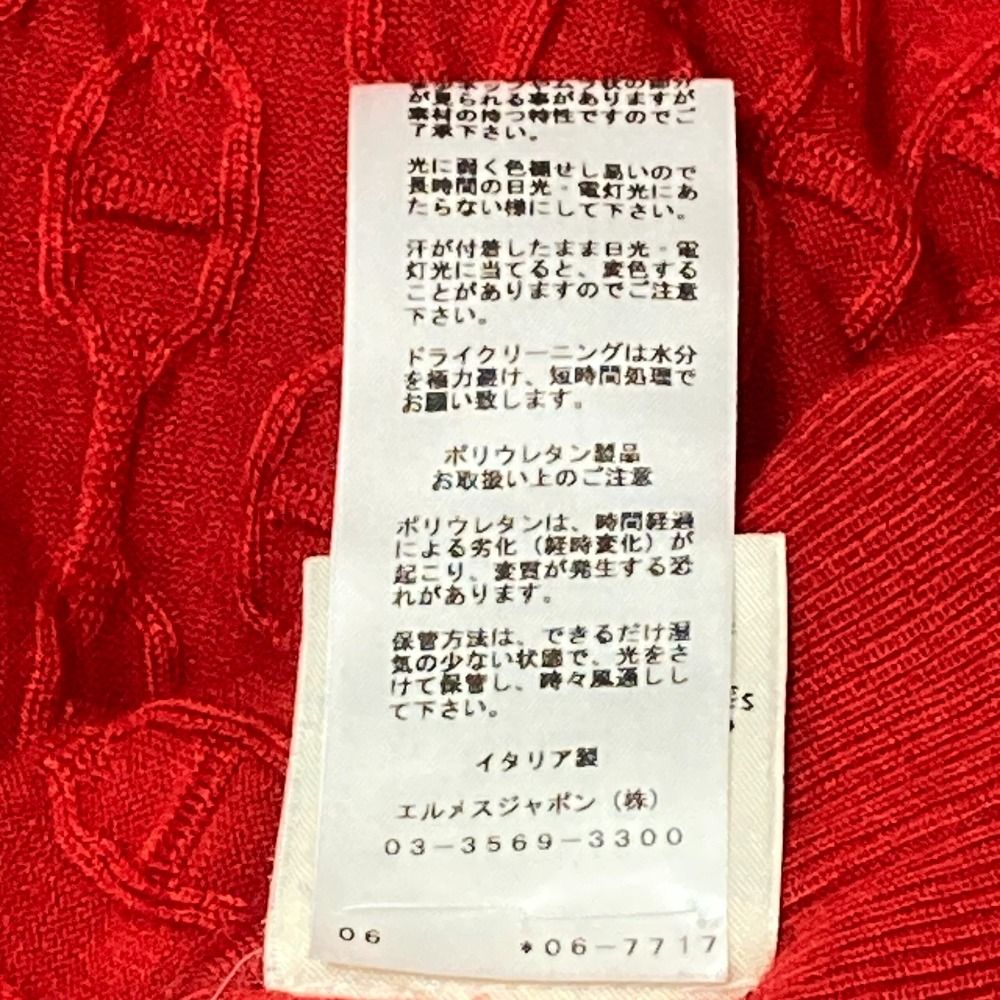 が見られる事がありますが
素材の持つ特性ですのでご
了承下さい。
光に弱く色褪せし易いので
長時間の日光・電灯光にあ
たらない様にして下さい。
汗が付着したまま日光・電
灯光に当てると、変色する
ことがありますのでご注意
下さい。
ドライクリーニングは水分
を極力避け、短時間処理で
お願い致します。
ポリウレタン製品
お取扱い上のご注意
ポリウレタンは、時間経過
による劣化（経時変化）が
起こり、変質が発生する恐
れがあります。
保管方法は、できるだけ湿
気の少ない状態で、光をさ
けて保管し、時々風通しし
て下さい。
イタリア製
エルメスジャポン（株）
03-3569-3300
06
*06-7717
ES